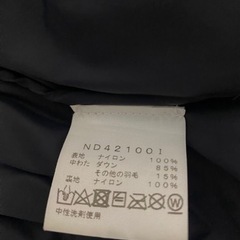 ND421001
表地 ナイロン 100%
中わた ダウン 85%
その他の羽毛 15%
裏地 ナイロン 100%
中性洗剤使用